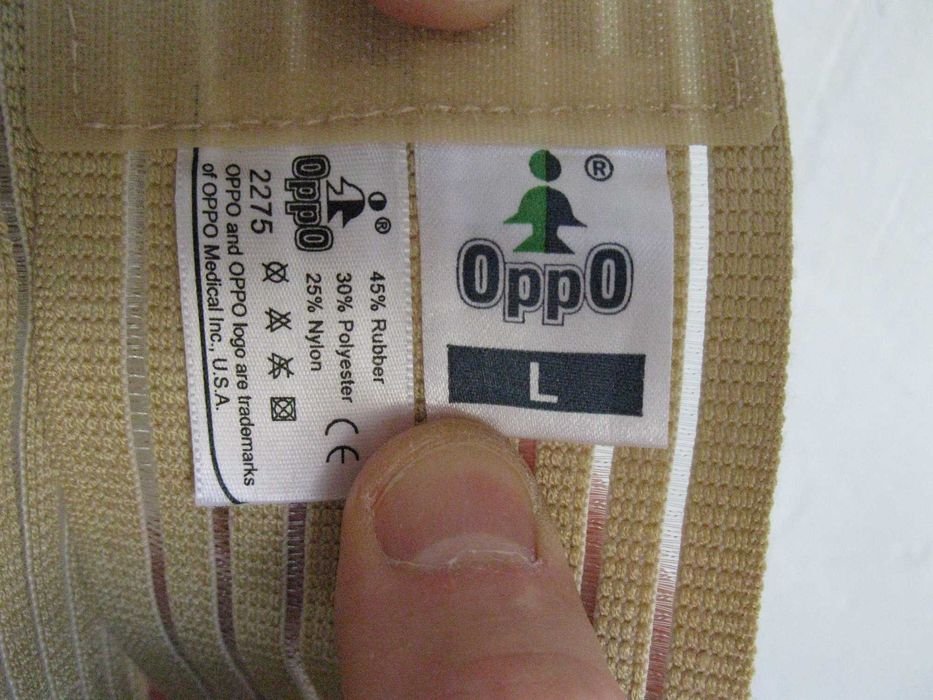 OppO ®
2275
OPPO and OPPO logo are trademarks
of OPPO Medical Inc., U.S.A.
45% Rubber
30% Polyester
25% Nylon
CE
®
OppO
L